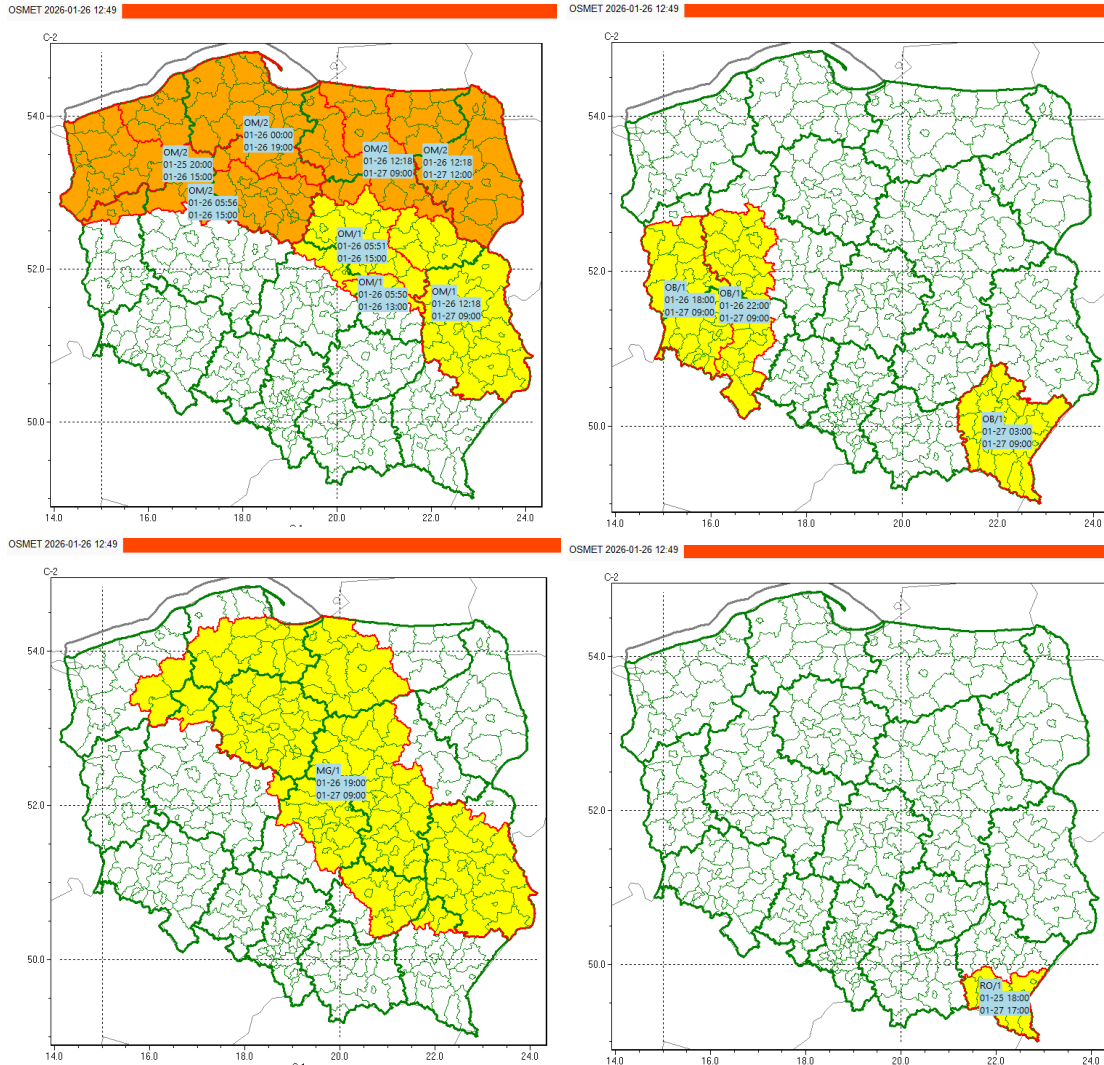 OSMET 2026-01-26 12:49
C-2
54.0
52.0
50.0
OM/2
01-26 00:00
01-26 19:00
OM/2
01-25 20:00
01-26 15:00
OM/2
01-26 05:56
01-26 15:00
OM/2
01-26 12:18
01-27 09:00
OM/2
01-26 12:18
01-27 12:00
OM/1
01-26 05:51
01-26 15:00
OM/1
01-26 05:50
01-26 13:00
OM/1
01-26 12:18
01-27 09:00
14.0 16.0 18.0 20.0 22.0 24.0
OSMET 2026-01-26 12:49
C-2
54.0
52.0
50.0
OB/1
01-26 18:00
01-27 09:00
OB/1
01-26 22:00
01-27 09:00
OB/1
01-27 03:00
01-27 09:00
14.0 16.0 18.0 20.0 22.0 24.0
OSMET 2026-01-26 12:49
C-2
54.0
52.0
50.0
MG/1
01-26 19:00
01-27 09:00
14.0 16.0 18.0 20.0 22.0 24.0
OSMET 2026-01-26 12:49
C-2
54.0
52.0
50.0
RO/1
01-25 18:00
01-27 17:00
14.0 16.0 18.0 20.0 22.0 24.0